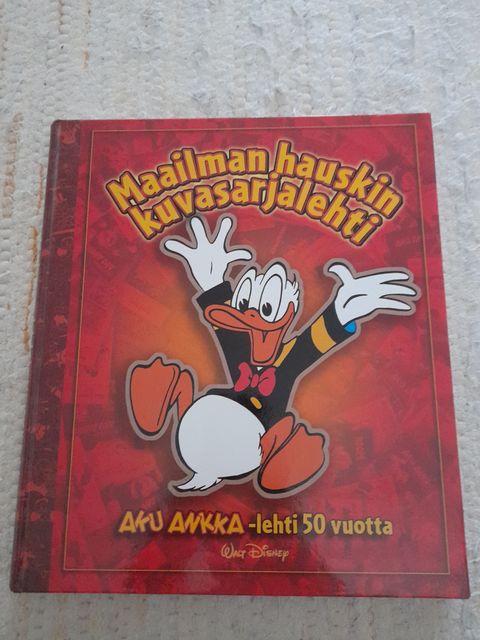 Maailman hauskin
kuvasarjalehti
AKU ANKKA -lehti 50 vuotta
Walt Disney